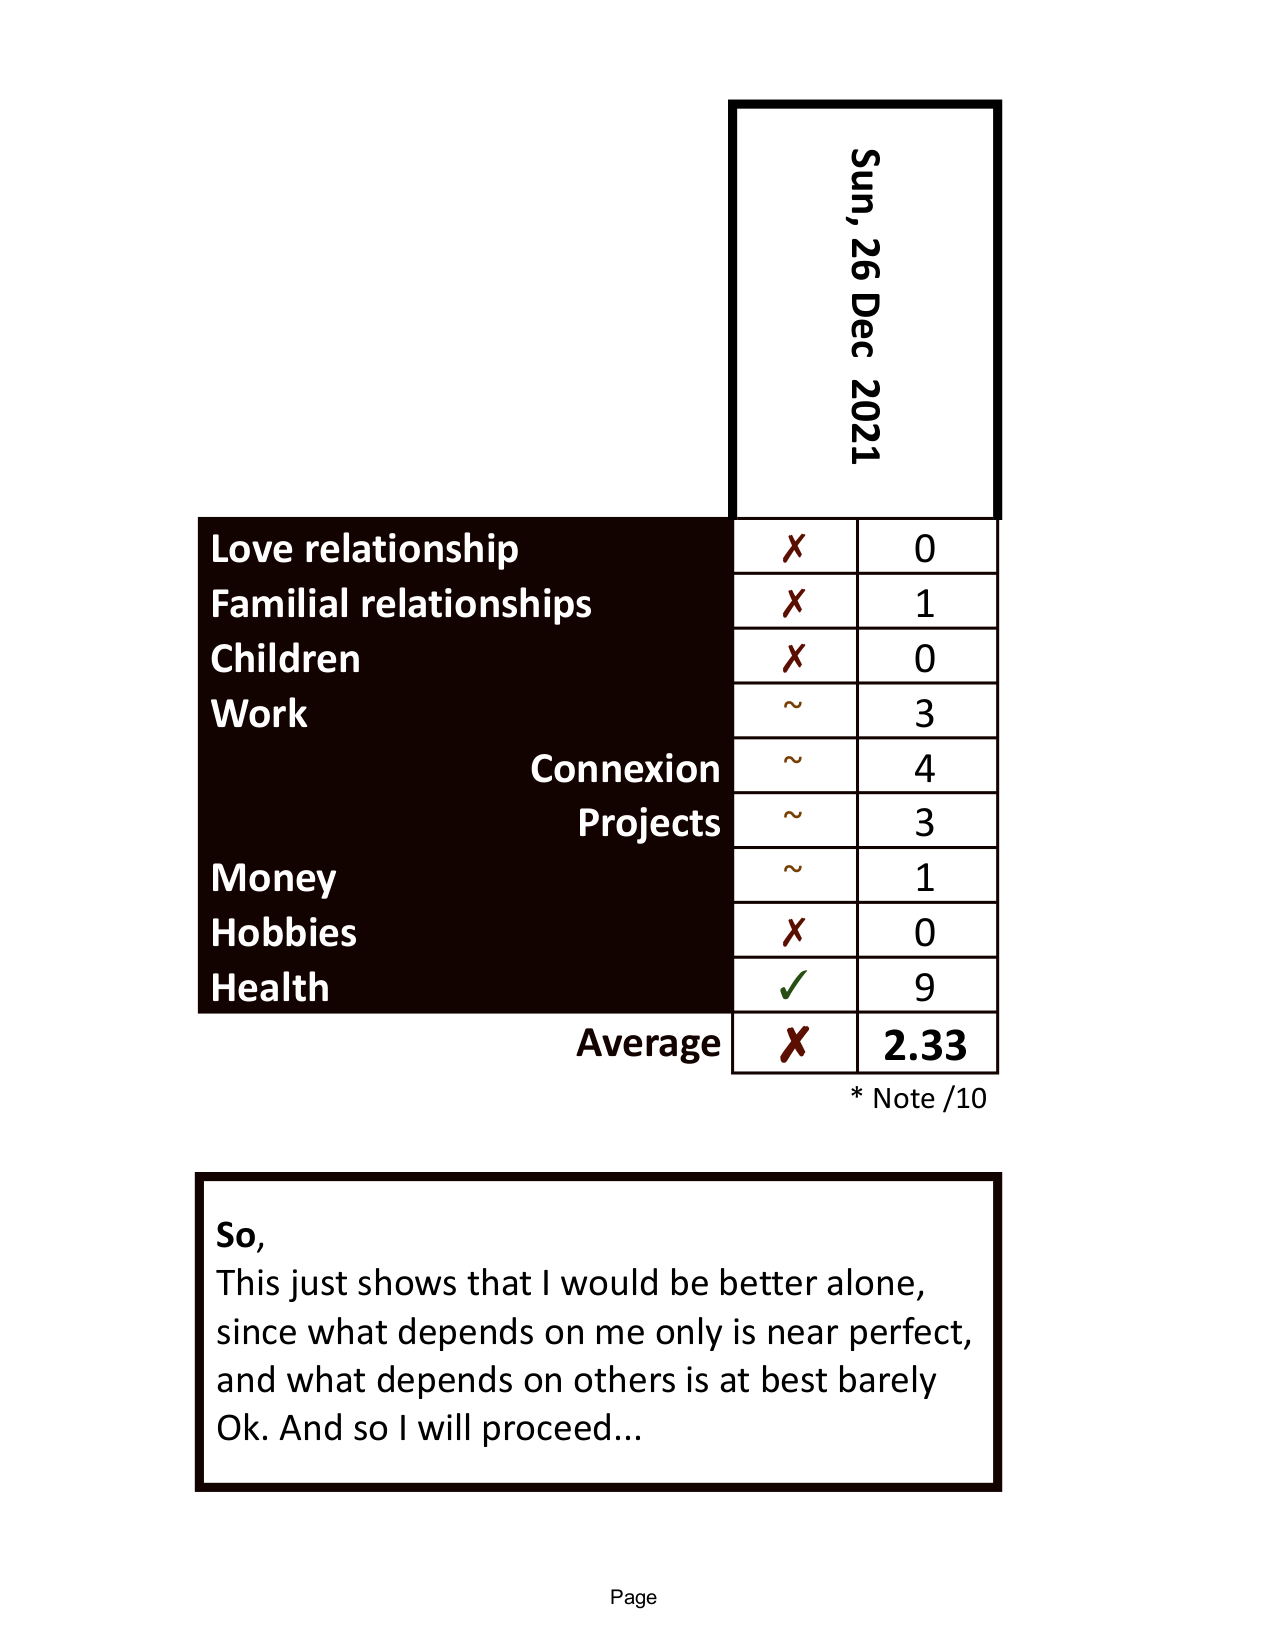 Sun, 26 Dec 2021
Love relationship ✗ 0
Familial relationships ✗ 1
Children ✗ 0
Work ~ 3
Connexion ~ 4
Projects ~ 3
Money ~ 1
Hobbies ✗ 0
Health ✓ 9
Average ✗ 2.33
* Note /10
So,
This just shows that I would be better alone,
since what depends on me only is near perfect,
and what depends on others is at best barely
Ok. And so I will proceed...
Page